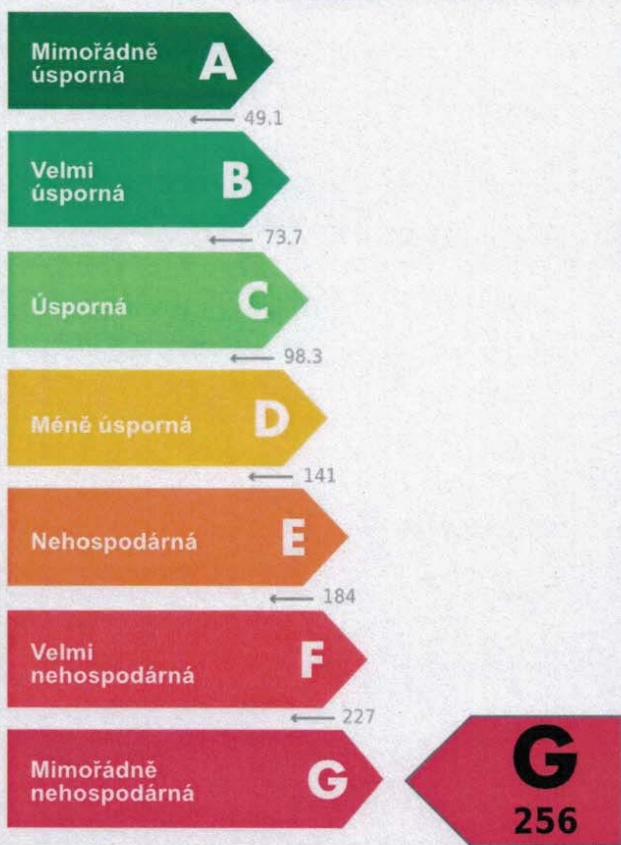 Mimořádně
úsporná A
← 49.1
Velmi
úsporná B
← 73.7
Úsporná C
← 98.3
Méně úsporná D
← 141
Nehospodárná E
← 184
Velmi
nehospodárná F
← 227
Mimořádně
nehospodárná G
G
256